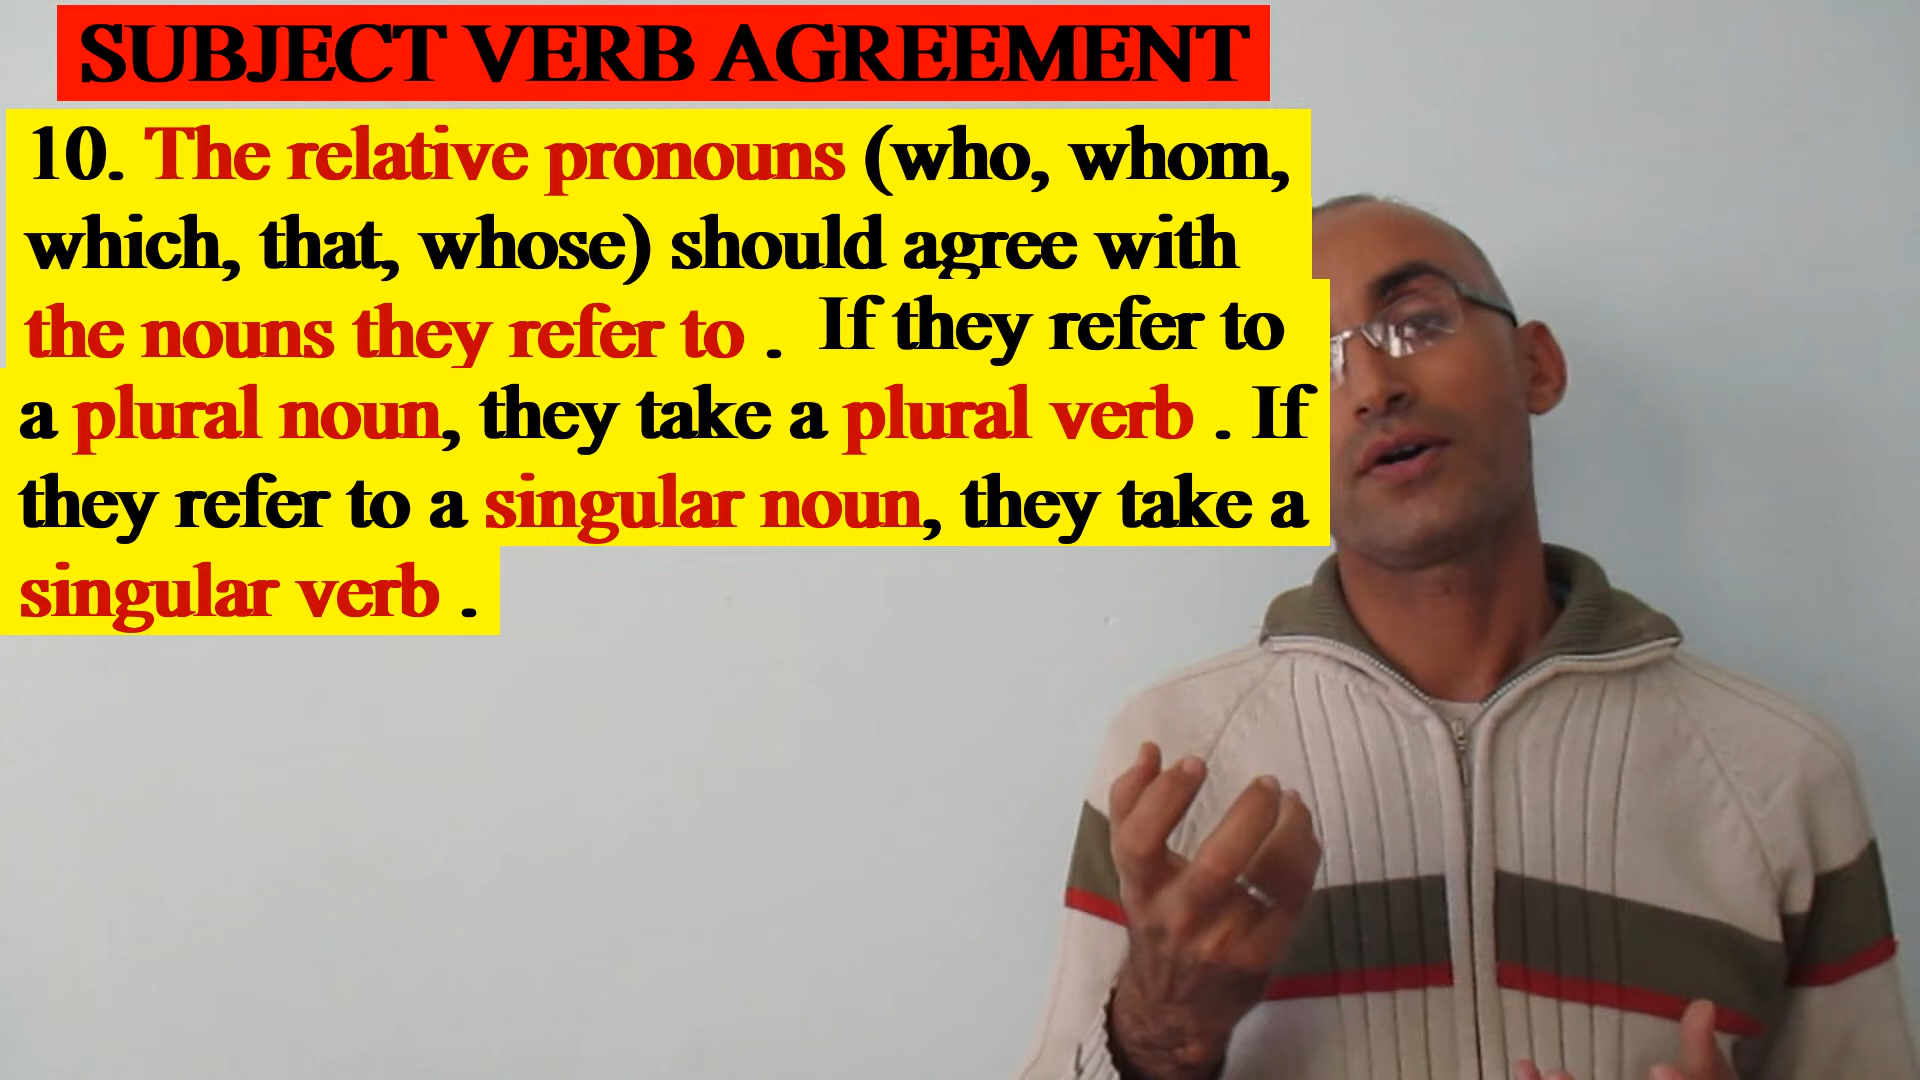 SUBJECT VERB AGREEMENT
10. The relative pronouns (who, whom,
which, that, whose) should agree with
the nouns they refer to . If they refer to
a plural noun, they take a plural verb . If
they refer to a singular noun, they take a
singular verb .